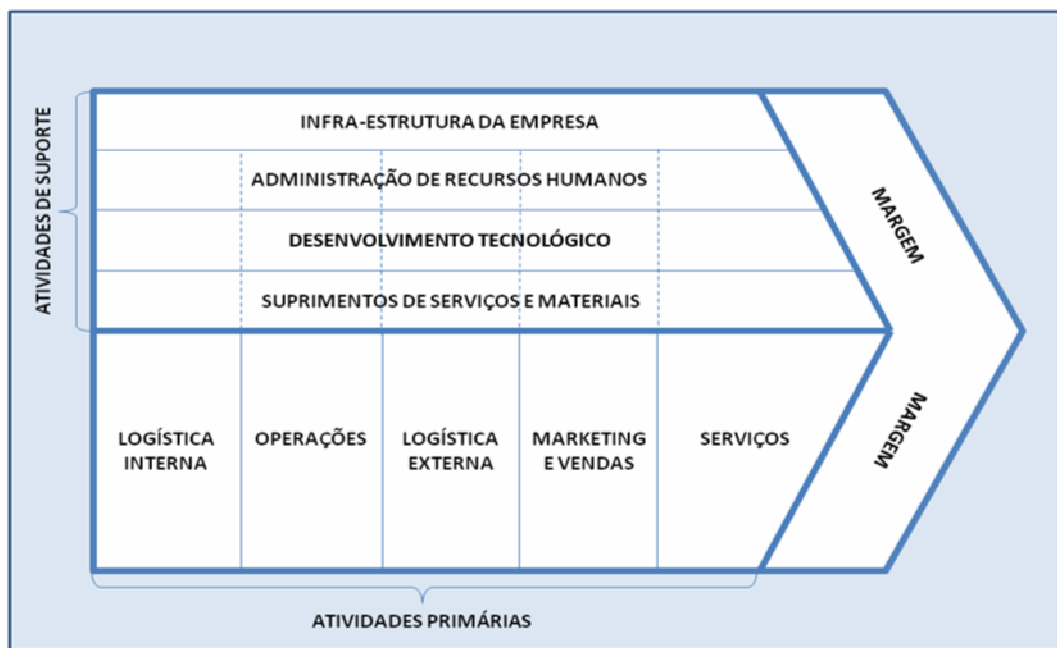 ATIVIDADES DE SUPORTE
INFRA-ESTRUTURA DA EMPRESA
ADMINISTRAÇÃO DE RECURSOS HUMANOS
DESENVOLVIMENTO TECNOLÓGICO
SUPRIMENTOS DE SERVIÇOS E MATERIAIS
MARGEM
LOGÍSTICA
INTERNA
OPERAÇÕES
LOGÍSTICA
EXTERNA
MARKETING
E VENDAS
SERVIÇOS
MARGEM
ATIVIDADES PRIMÁRIAS